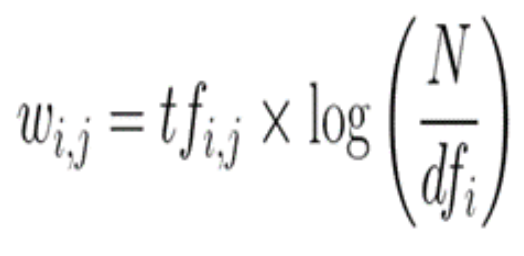 w_{i,j} = tf_{i,j} × log(N/df_i)